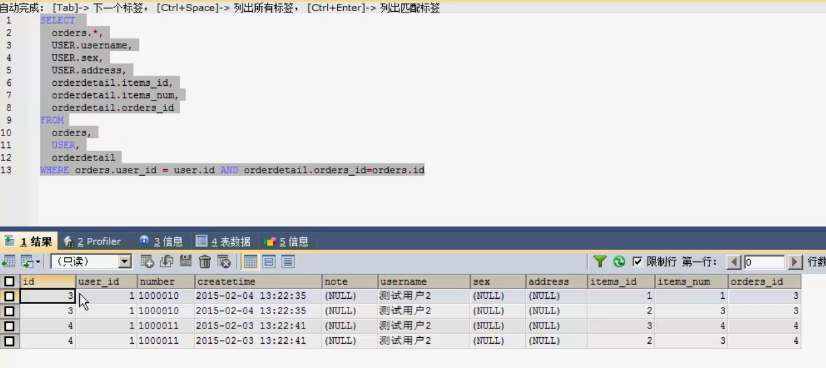 自动完成: [Tab]-> 下一个标签, [Ctrl+Space]-> 列出所有标签, [Ctrl+Enter]-> 列出匹配标签
1 SELECT
2 orders.*,
3 USER.username,
4 USER.sex,
5 USER.address,
6 orderdetail.items_id,
7 orderdetail.items_num,
8 orderdetail.orders_id
9 FROM
10 orders,
11 USER,
12 orderdetail
13 WHERE orders.user_id = user.id AND orderdetail.orders_id=orders.id
1 结果 2 Profiler 3 信息 4 表数据 5 信息
(只读) 限制行 第一行: 0 行数
id user_id number createtime note username sex address items_id items_num orders_id
3 1 1000010 2015-02-04 13:22:35 (NULL) 测试用户2 (NULL) (NULL) 1 1 3
3 1 1000010 2015-02-04 13:22:35 (NULL) 测试用户2 (NULL) (NULL) 2 3 3
4 1 1000011 2015-02-03 13:22:41 (NULL) 测试用户2 (NULL) (NULL) 3 4 4
4 1 1000011 2015-02-03 13:22:41 (NULL) 测试用户2 (NULL) (NULL) 2 3 4